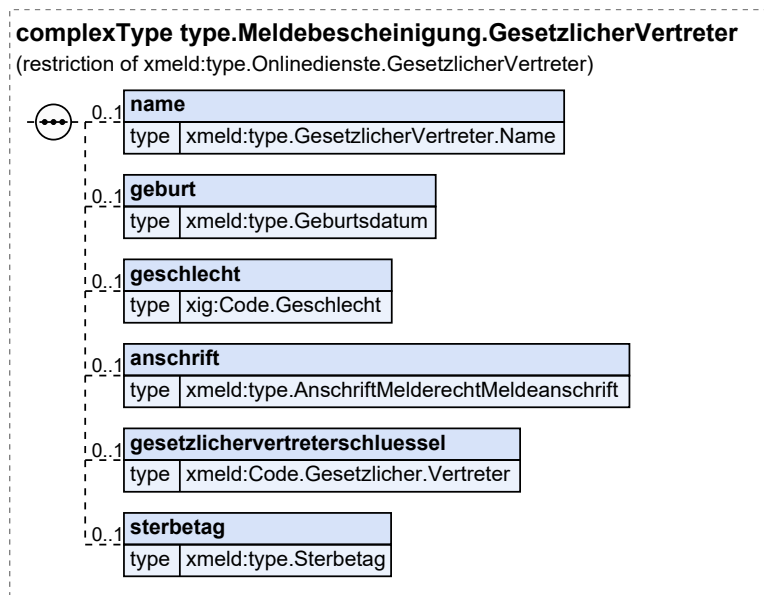 complexType type.Meldebescheinigung.GesetzlicherVertreter
(restriction of xmeld:type.Onlinedienste.GesetzlicherVertreter)
0..1 name
type xmeld:type.GesetzlicherVertreter.Name
0..1 geburt
type xmeld:type.Geburtsdatum
0..1 geschlecht
type xig:Code.Geschlecht
0..1 anschrift
type xmeld:type.AnschriftMelderechtMeldeanschrift
0..1 gesetzlichervertreterschluessel
type xmeld:Code.Gesetzlicher.Vertreter
0..1 sterbetag
type xmeld:type.Sterbetag